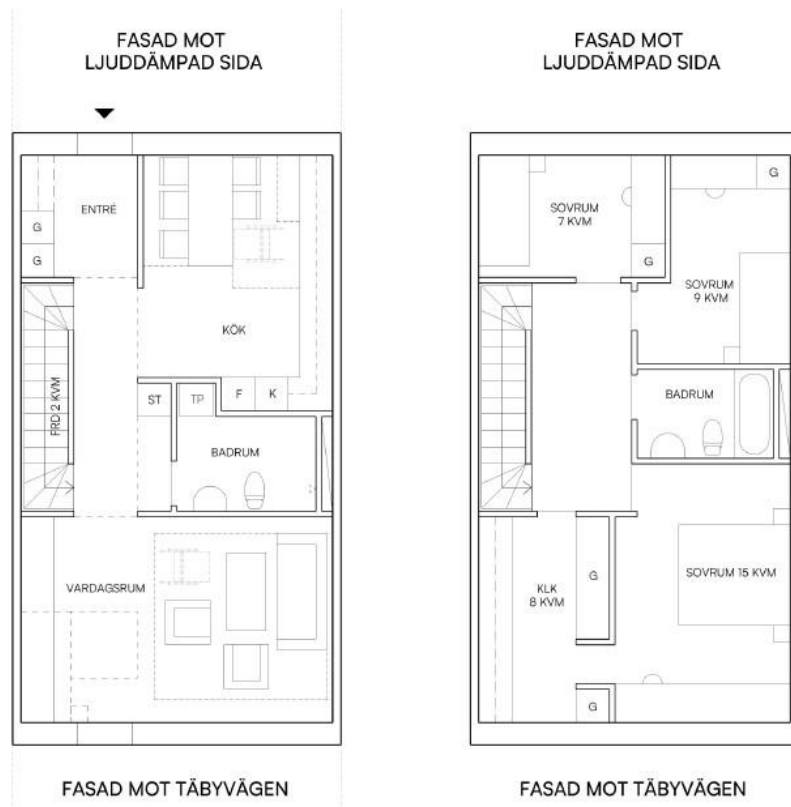 FASAD MOT
LJUDDÄMPAD SIDA
ENTRÉ
G
G
KÖK
FRD 2 KVM
ST
TP
F
K
BADRUM
VARDAGSRUM
FASAD MOT TÄBYVÄGEN
FASAD MOT
LJUDDÄMPAD SIDA
SOVRUM
7 KVM
G
G
SOVRUM
9 KVM
BADRUM
KLK
8 KVM
G
SOVRUM 15 KVM
G
FASAD MOT TÄBYVÄGEN